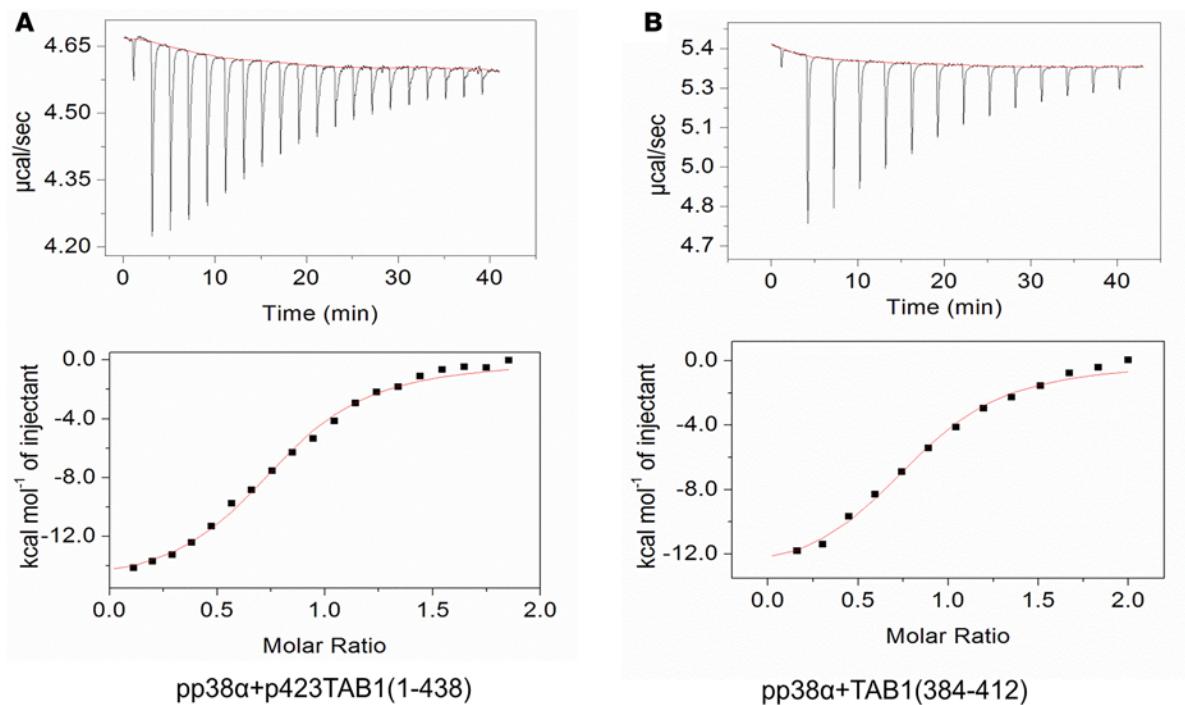 A
4.65
4.50
4.35
4.20
μcal/sec
0 10 20 30 40
Time (min)
0.0
-4.0
-8.0
-12.0
kcal mol⁻¹ of injectant
0.0 0.5 1.0 1.5 2.0
Molar Ratio
pp38α+p423TAB1(1-438)
B
5.4
5.3
5.1
5.0
4.8
4.7
μcal/sec
0 10 20 30 40
Time (min)
0.0
-4.0
-8.0
-12.0
kcal mol⁻¹ of injectant
0.0 0.5 1.0 1.5 2.0
Molar Ratio
pp38α+TAB1(384-412)